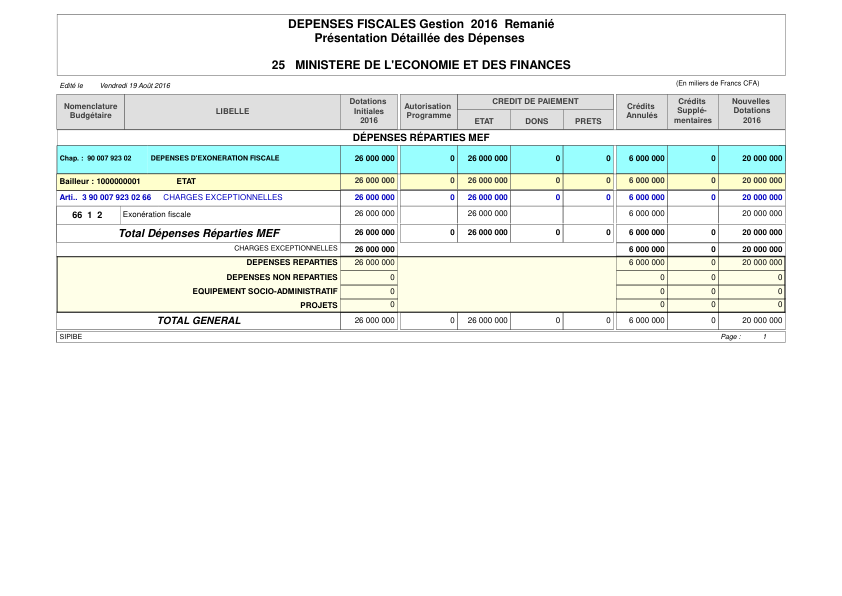 DEPENSES FISCALES Gestion 2016 Remanié
Présentation Détaillée des Dépenses
25 MINISTERE DE L'ECONOMIE ET DES FINANCES
Edité le Vendredi 19 Août 2016 (En miliers de Francs CFA)
Nomenclature Budgétaire LIBELLE Dotations Initiales 2016 Autorisation Programme CREDIT DE PAIEMENT Crédits Annulés Crédits Supplé-mentaires Nouvelles Dotations 2016
ETAT DONS PRETS
DÉPENSES RÉPARTIES MEF
Chap. : 90 007 923 02 DEPENSES D'EXONERATION FISCALE 26 000 000 0 26 000 000 0 0 6 000 000 0 20 000 000
Bailleur : 1000000001 ETAT 26 000 000 0 26 000 000 0 0 6 000 000 0 20 000 000
Arti.. 3 90 007 923 02 66 CHARGES EXCEPTIONNELLES 26 000 000 0 26 000 000 0 0 6 000 000 0 20 000 000
66 1 2 Exonération fiscale 26 000 000 0 26 000 000 0 0 6 000 000 0 20 000 000
Total Dépenses Réparties MEF 26 000 000 0 26 000 000 0 0 6 000 000 0 20 000 000
CHARGES EXCEPTIONNELLES 26 000 000 6 000 000 0 20 000 000
DEPENSES REPARTIES 26 000 000 6 000 000 0 20 000 000
DEPENSES NON REPARTIES 0 0 0 0
EQUIPEMENT SOCIO-ADMINISTRATIF 0 0 0 0
PROJETS 0 0 0 0
TOTAL GENERAL 26 000 000 0 26 000 000 0 0 6 000 000 0 20 000 000
SIPIBE Page : 1